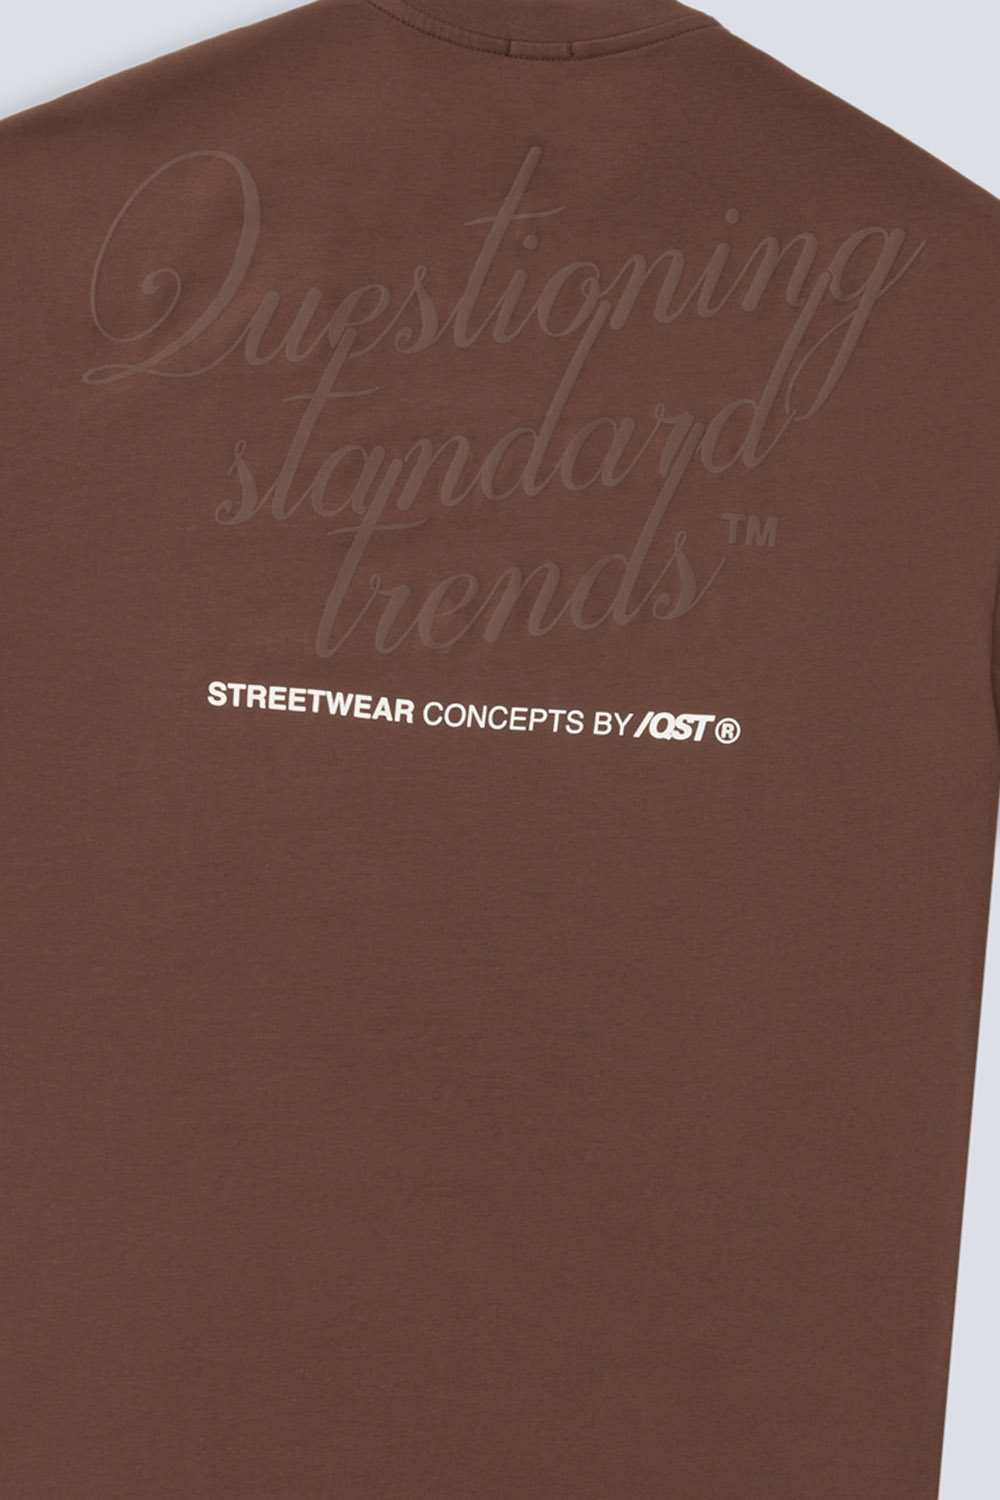 Questioning
standard
trends™
STREETWEAR CONCEPTS BY /QST®